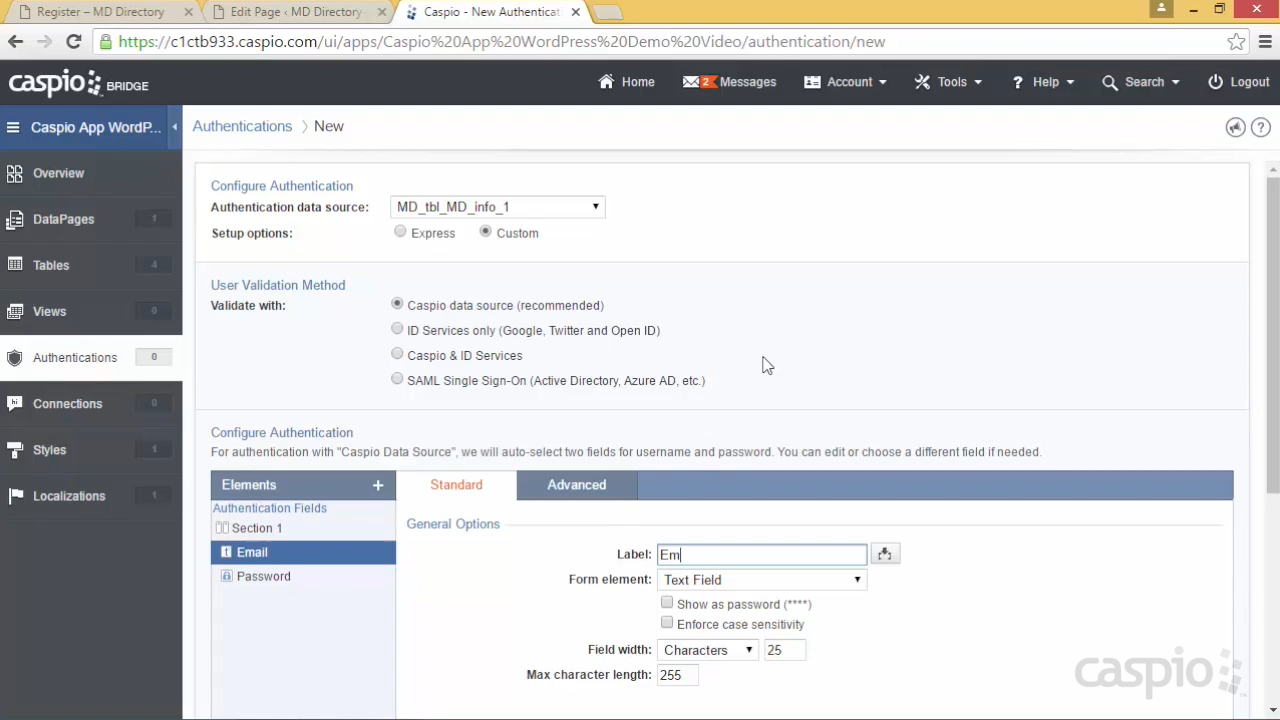 Register – MD Directory
Edit Page ‹ MD Directory
Caspio - New Authenticati
https://c1ctb933.caspio.com/ui/apps/Caspio%20App%20WordPress%20Demo%20Video/authentication/new
caspio BRIDGE
Home
2 Messages
Account
Tools
? Help
Search
Logout
Caspio App WordP...
Authentications
New
?
Overview
DataPages 1
Tables 4
Views 0
Authentications 0
Connections 0
Styles 1
Localizations 1
Configure Authentication
Authentication data source: MD_tbl_MD_info_1
Setup options: Express Custom
User Validation Method
Validate with: Caspio data source (recommended)
ID Services only (Google, Twitter and Open ID)
Caspio & ID Services
SAML Single Sign-On (Active Directory, Azure AD, etc.)
Configure Authentication
For authentication with "Caspio Data Source", we will auto-select two fields for username and password. You can edit or choose a different field if needed.
Elements +
Standard
Advanced
Authentication Fields
Section 1
Email
Password
General Options
Label: Em
Form element: Text Field
Show as password (****)
Enforce case sensitivity
Field width: Characters 25
Max character length: 255
caspio